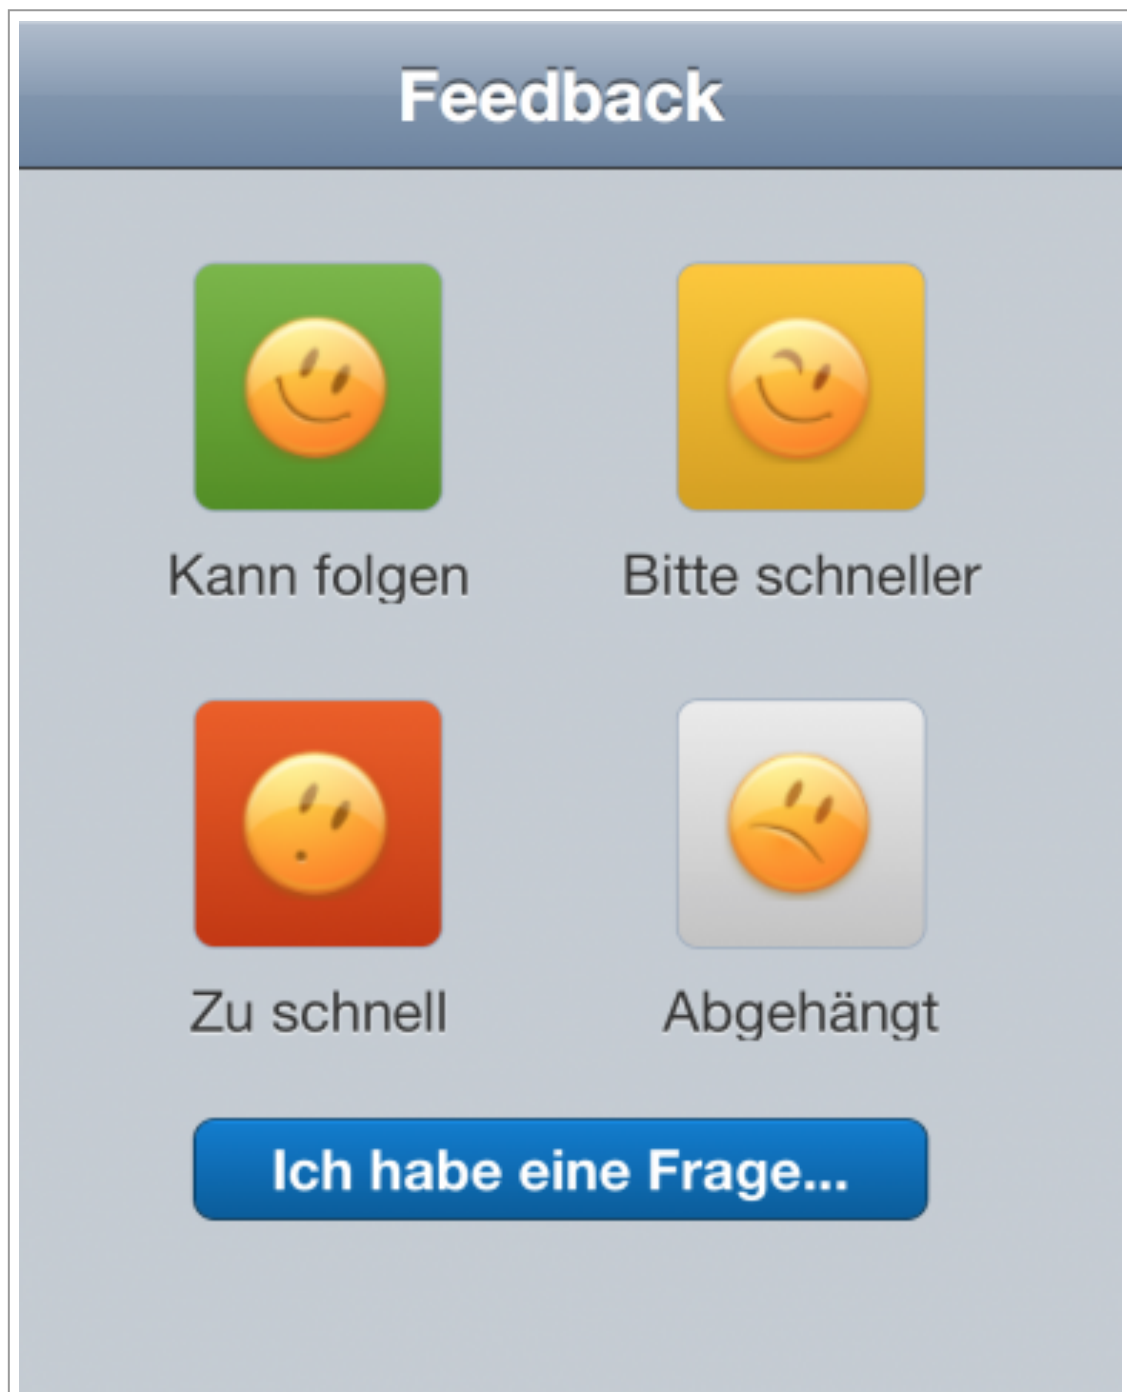 Feedback
Kann folgen
Bitte schneller
Zu schnell
Abgehängt
Ich habe eine Frage...